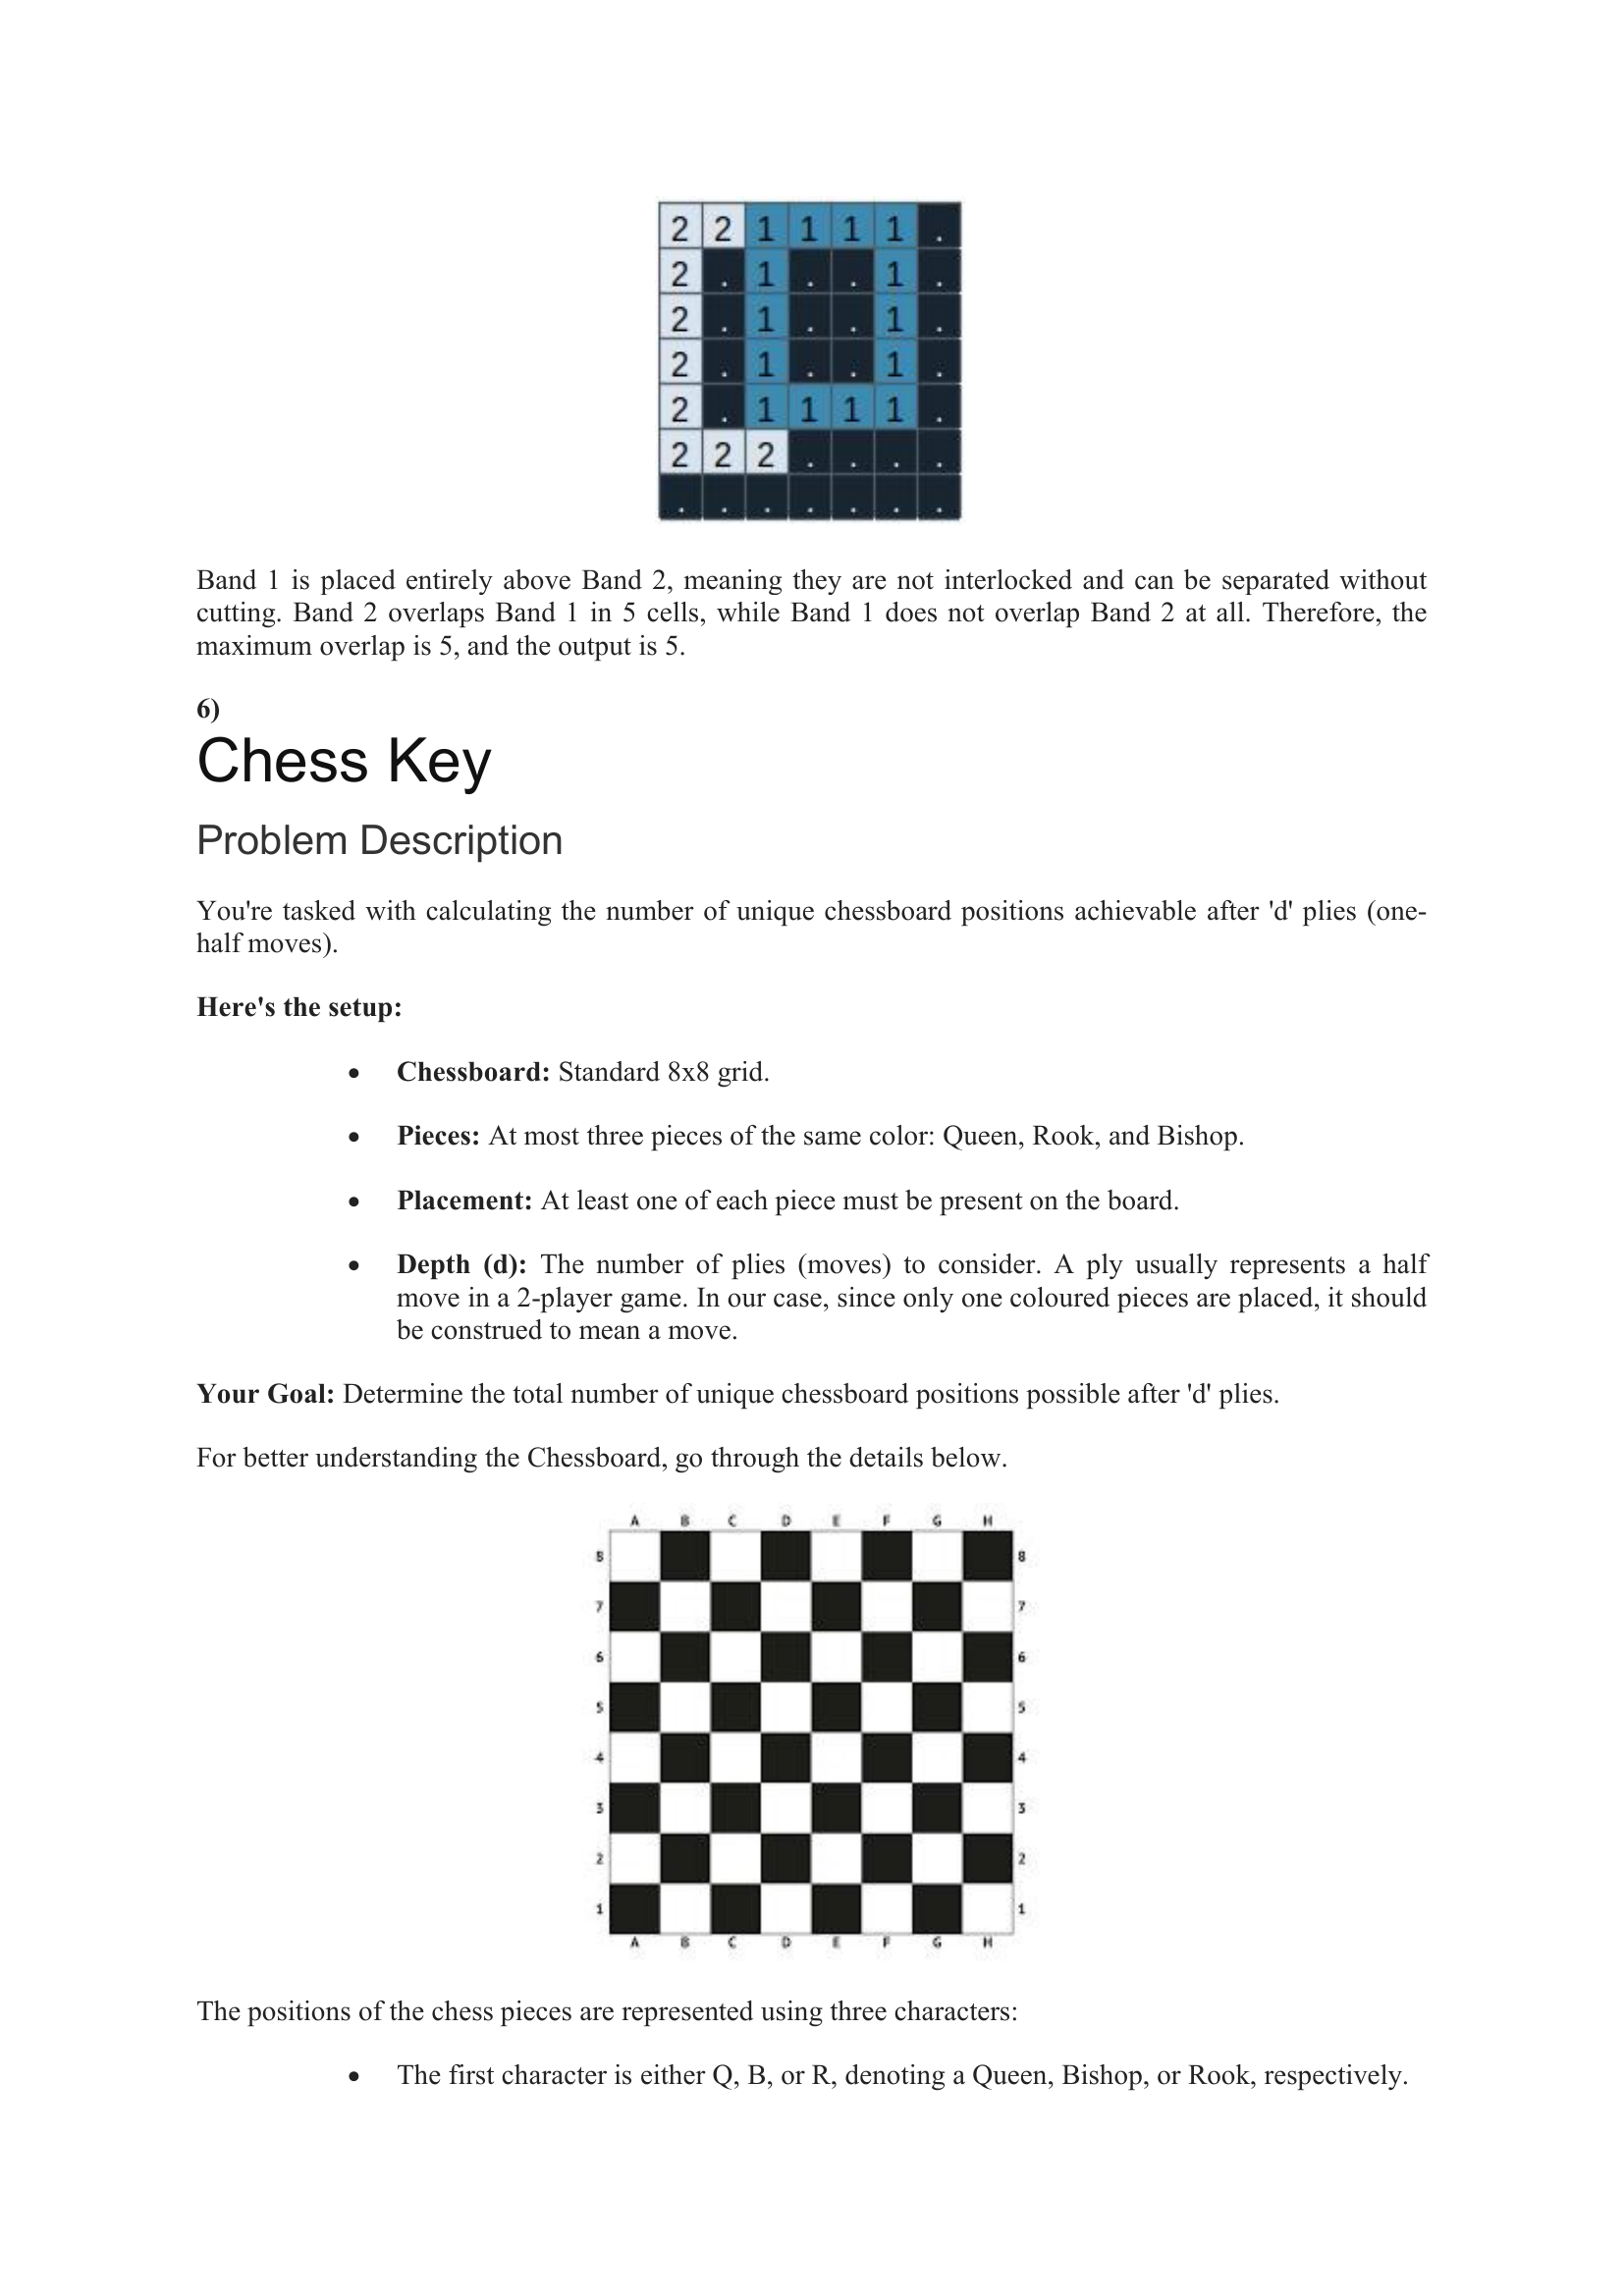 2 2 1 1 1 1 .
2 . 1 . . 1 .
2 . 1 . . 1 .
2 . 1 . . 1 .
2 . 1 1 1 1 .
2 2 2 . . . .
. . . . . . .
Band 1 is placed entirely above Band 2, meaning they are not interlocked and can be separated without
cutting. Band 2 overlaps Band 1 in 5 cells, while Band 1 does not overlap Band 2 at all. Therefore, the
maximum overlap is 5, and the output is 5.
6)
Chess Key
Problem Description
You're tasked with calculating the number of unique chessboard positions achievable after 'd' plies (one-
half moves).
Here's the setup:
• Chessboard: Standard 8x8 grid.
• Pieces: At most three pieces of the same color: Queen, Rook, and Bishop.
• Placement: At least one of each piece must be present on the board.
• Depth (d): The number of plies (moves) to consider. A ply usually represents a half
move in a 2-player game. In our case, since only one coloured pieces are placed, it should
be construed to mean a move.
Your Goal: Determine the total number of unique chessboard positions possible after 'd' plies.
For better understanding the Chessboard, go through the details below.
A B C D E F G H
8 8
7 7
6 6
5 5
4 4
3 3
2 2
1 1
A B C D E F G H
The positions of the chess pieces are represented using three characters:
• The first character is either Q, B, or R, denoting a Queen, Bishop, or Rook, respectively.